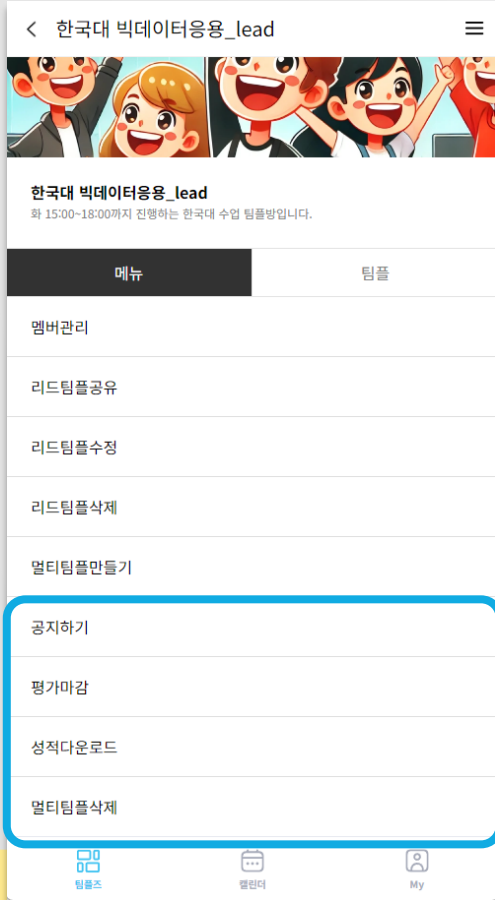 한국대 빅데이터응용_lead
한국대 빅데이터응용_lead
화 15:00~18:00까지 진행하는 한국대 수업 팀플방입니다.
메뉴
팀플
멤버관리
리드팀플공유
리드팀플수정
리드팀플삭제
멀티팀플만들기
공지하기
평가마감
성적다운로드
멀티팀플삭제
팀플즈
캘린더
My